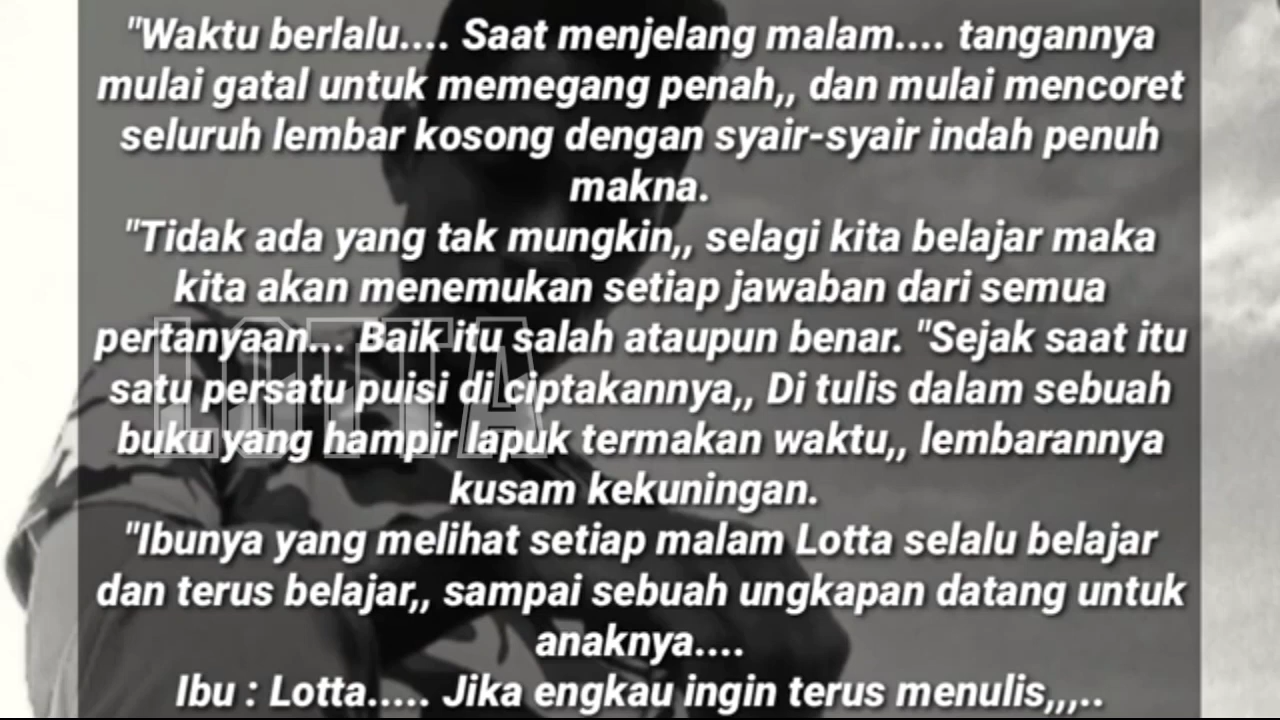 "Waktu berlalu.... Saat menjelang malam.... tangannya
mulai gatal untuk memegang penah,, dan mulai mencoret
seluruh lembar kosong dengan syair-syair indah penuh
makna.
"Tidak ada yang tak mungkin,, selagi kita belajar maka
kita akan menemukan setiap jawaban dari semua
pertanyaan... Baik itu salah ataupun benar. "Sejak saat itu
satu persatu puisi di ciptakannya,, Di tulis dalam sebuah
buku yang hampir lapuk termakan waktu,, lembarannya
kusam kekuningan.
"Ibunya yang melihat setiap malam Lotta selalu belajar
dan terus belajar,, sampai sebuah ungkapan datang untuk
anaknya....
Ibu : Lotta..... Jika engkau ingin terus menulis,,,..
LOTTA